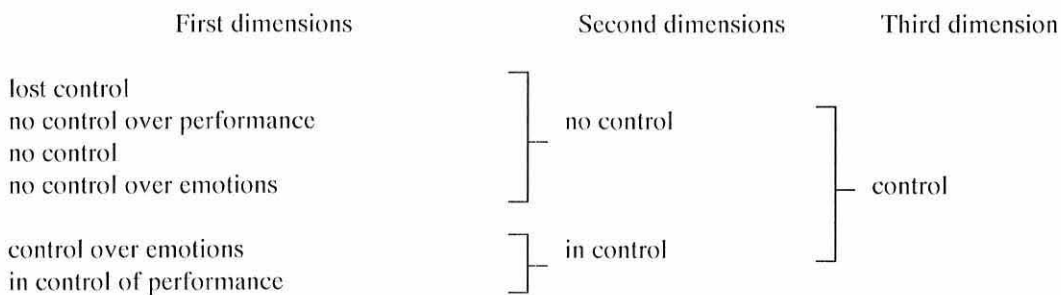 First dimensions Second dimensions Third dimension
lost control
no control over performance no control
no control
no control over emotions control
control over emotions in control
in control of performance